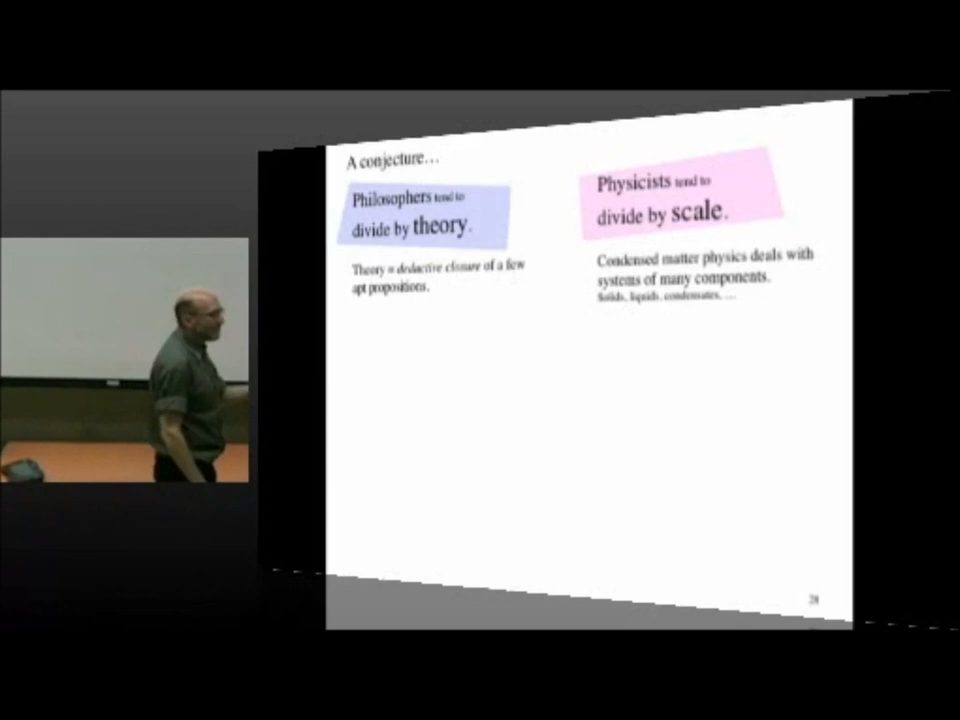 A conjecture…
Philosophers tend to
divide by theory.
Theory = deductive closure of a few
apt propositions.
Physicists tend to
divide by scale.
Condensed matter physics deals with
systems of many components.
Solids, liquids, condensates, …
28